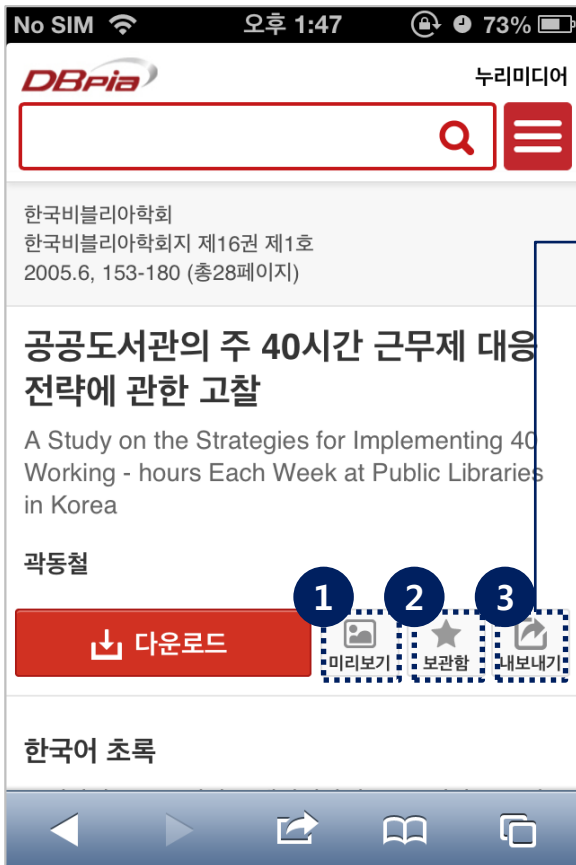 No SIM 오후 1:47 73%
DBpia 누리미디어
한국비블리아학회
한국비블리아학회지 제16권 제1호
2005.6, 153-180 (총28페이지)
공공도서관의 주 40시간 근무제 대응
전략에 관한 고찰
A Study on the Strategies for Implementing 40
Working - hours Each Week at Public Libraries
in Korea
곽동철
1 2 3
다운로드 미리보기 보관함 내보내기
한국어 초록